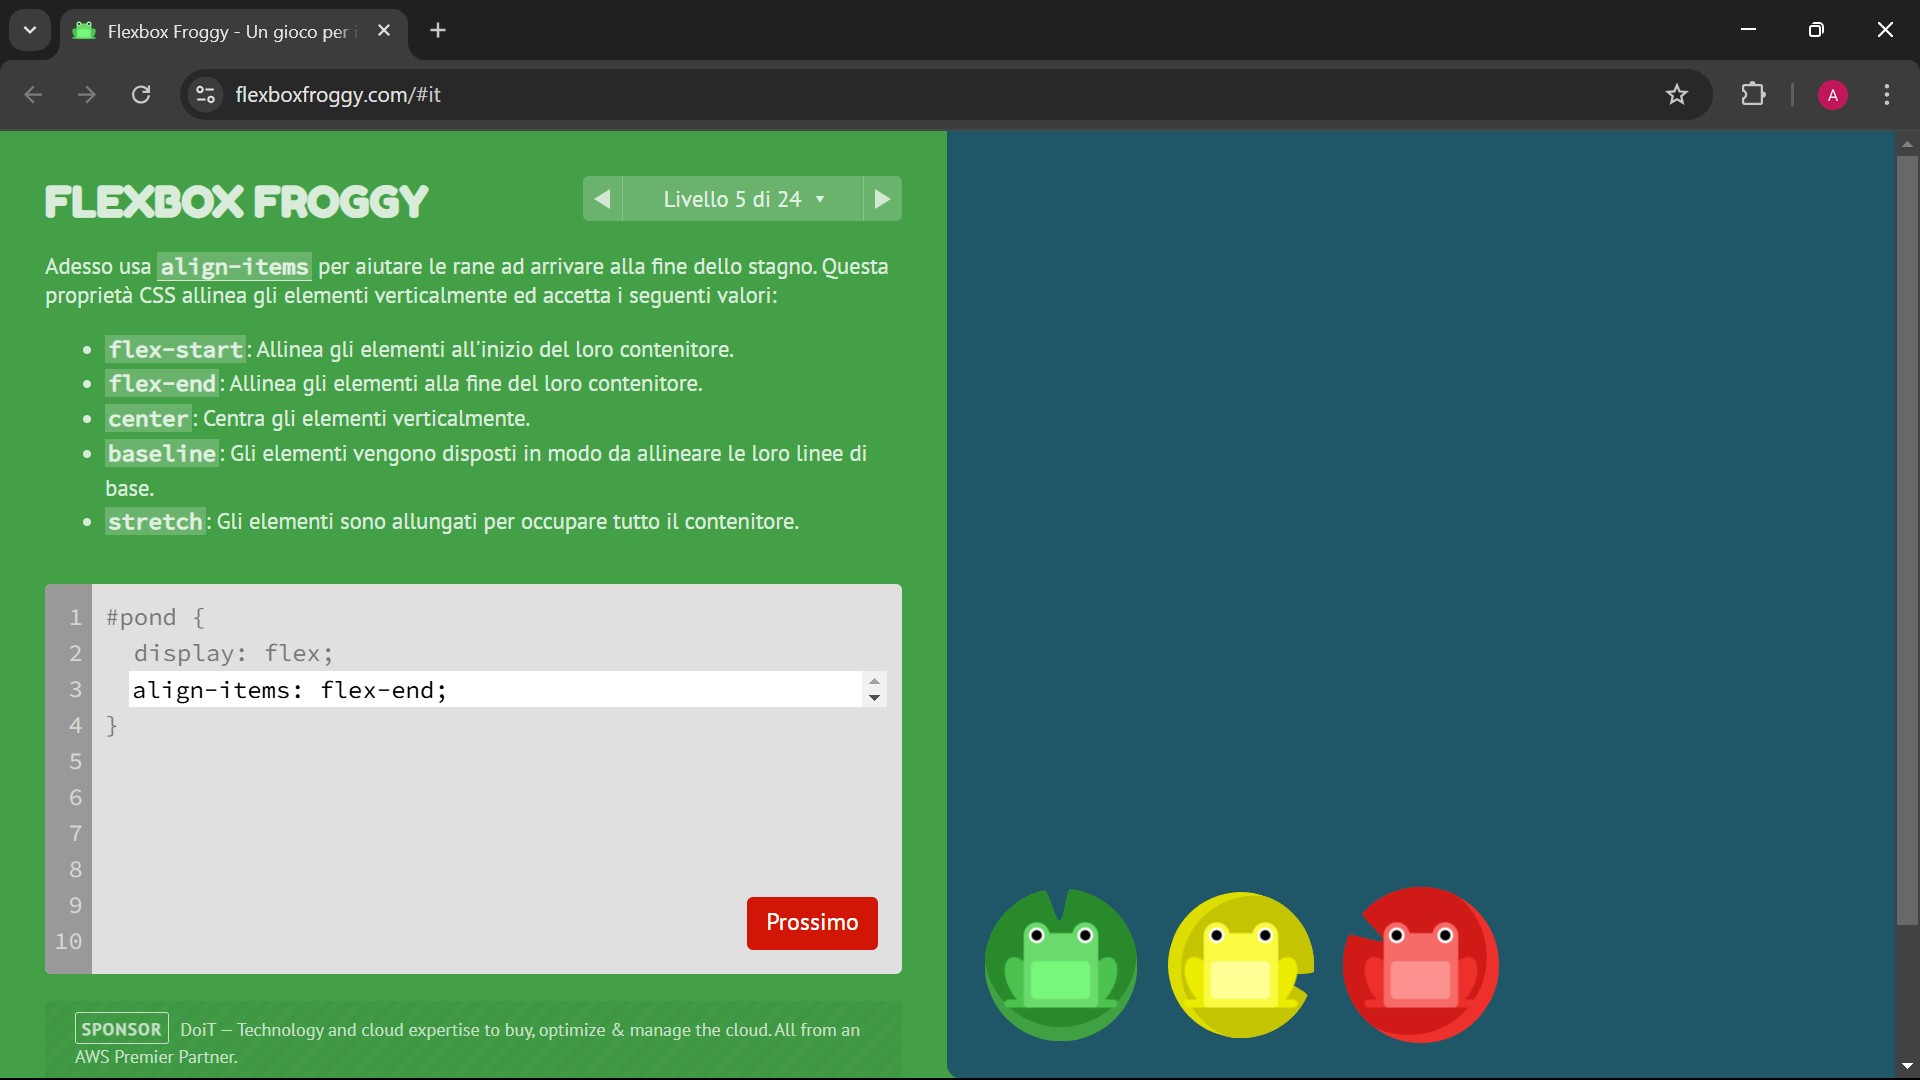 Flexbox Froggy - Un gioco per i
flexboxfroggy.com/#it
A
FLEXBOX FROGGY
Livello 5 di 24
Adesso usa align-items per aiutare le rane ad arrivare alla fine dello stagno. Questa
proprietà CSS allinea gli elementi verticalmente ed accetta i seguenti valori:
flex-start: Allinea gli elementi all'inizio del loro contenitore.
flex-end: Allinea gli elementi alla fine del loro contenitore.
center: Centra gli elementi verticalmente.
baseline: Gli elementi vengono disposti in modo da allineare le loro linee di
base.
stretch: Gli elementi sono allungati per occupare tutto il contenitore.
1 #pond {
2 display: flex;
3 align-items: flex-end;
4 }
5
6
7
8
9
10
Prossimo
SPONSOR DoiT – Technology and cloud expertise to buy, optimize & manage the cloud. All from an
AWS Premier Partner.